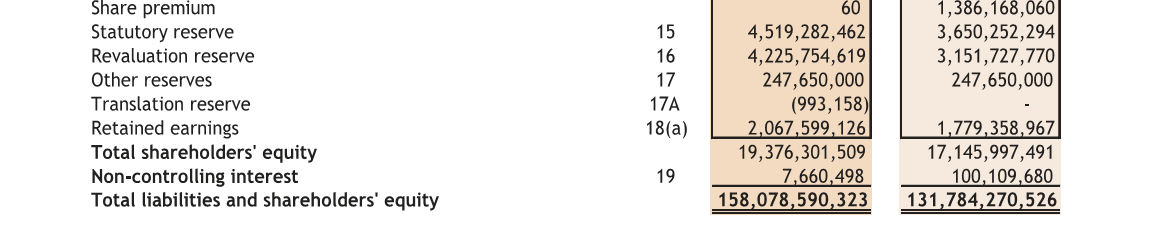 Share premium 60 1,386,168,060
Statutory reserve 15 4,519,282,462 3,650,252,294
Revaluation reserve 16 4,225,754,619 3,151,727,770
Other reserves 17 247,650,000 247,650,000
Translation reserve 17A (993,158) -
Retained earnings 18(a) 2,067,599,126 1,779,358,967
Total shareholders' equity 19,376,301,509 17,145,997,491
Non-controlling interest 19 7,660,498 100,109,680
Total liabilities and shareholders' equity 158,078,590,323 131,784,270,526